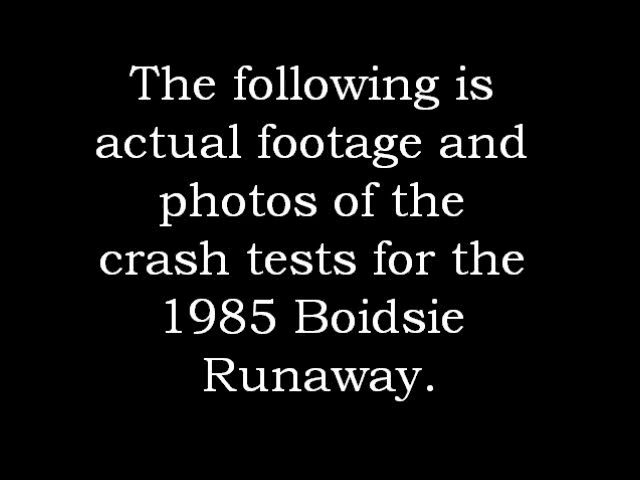 The following is
actual footage and
photos of the
crash tests for the
1985 Boidsie
Runaway.